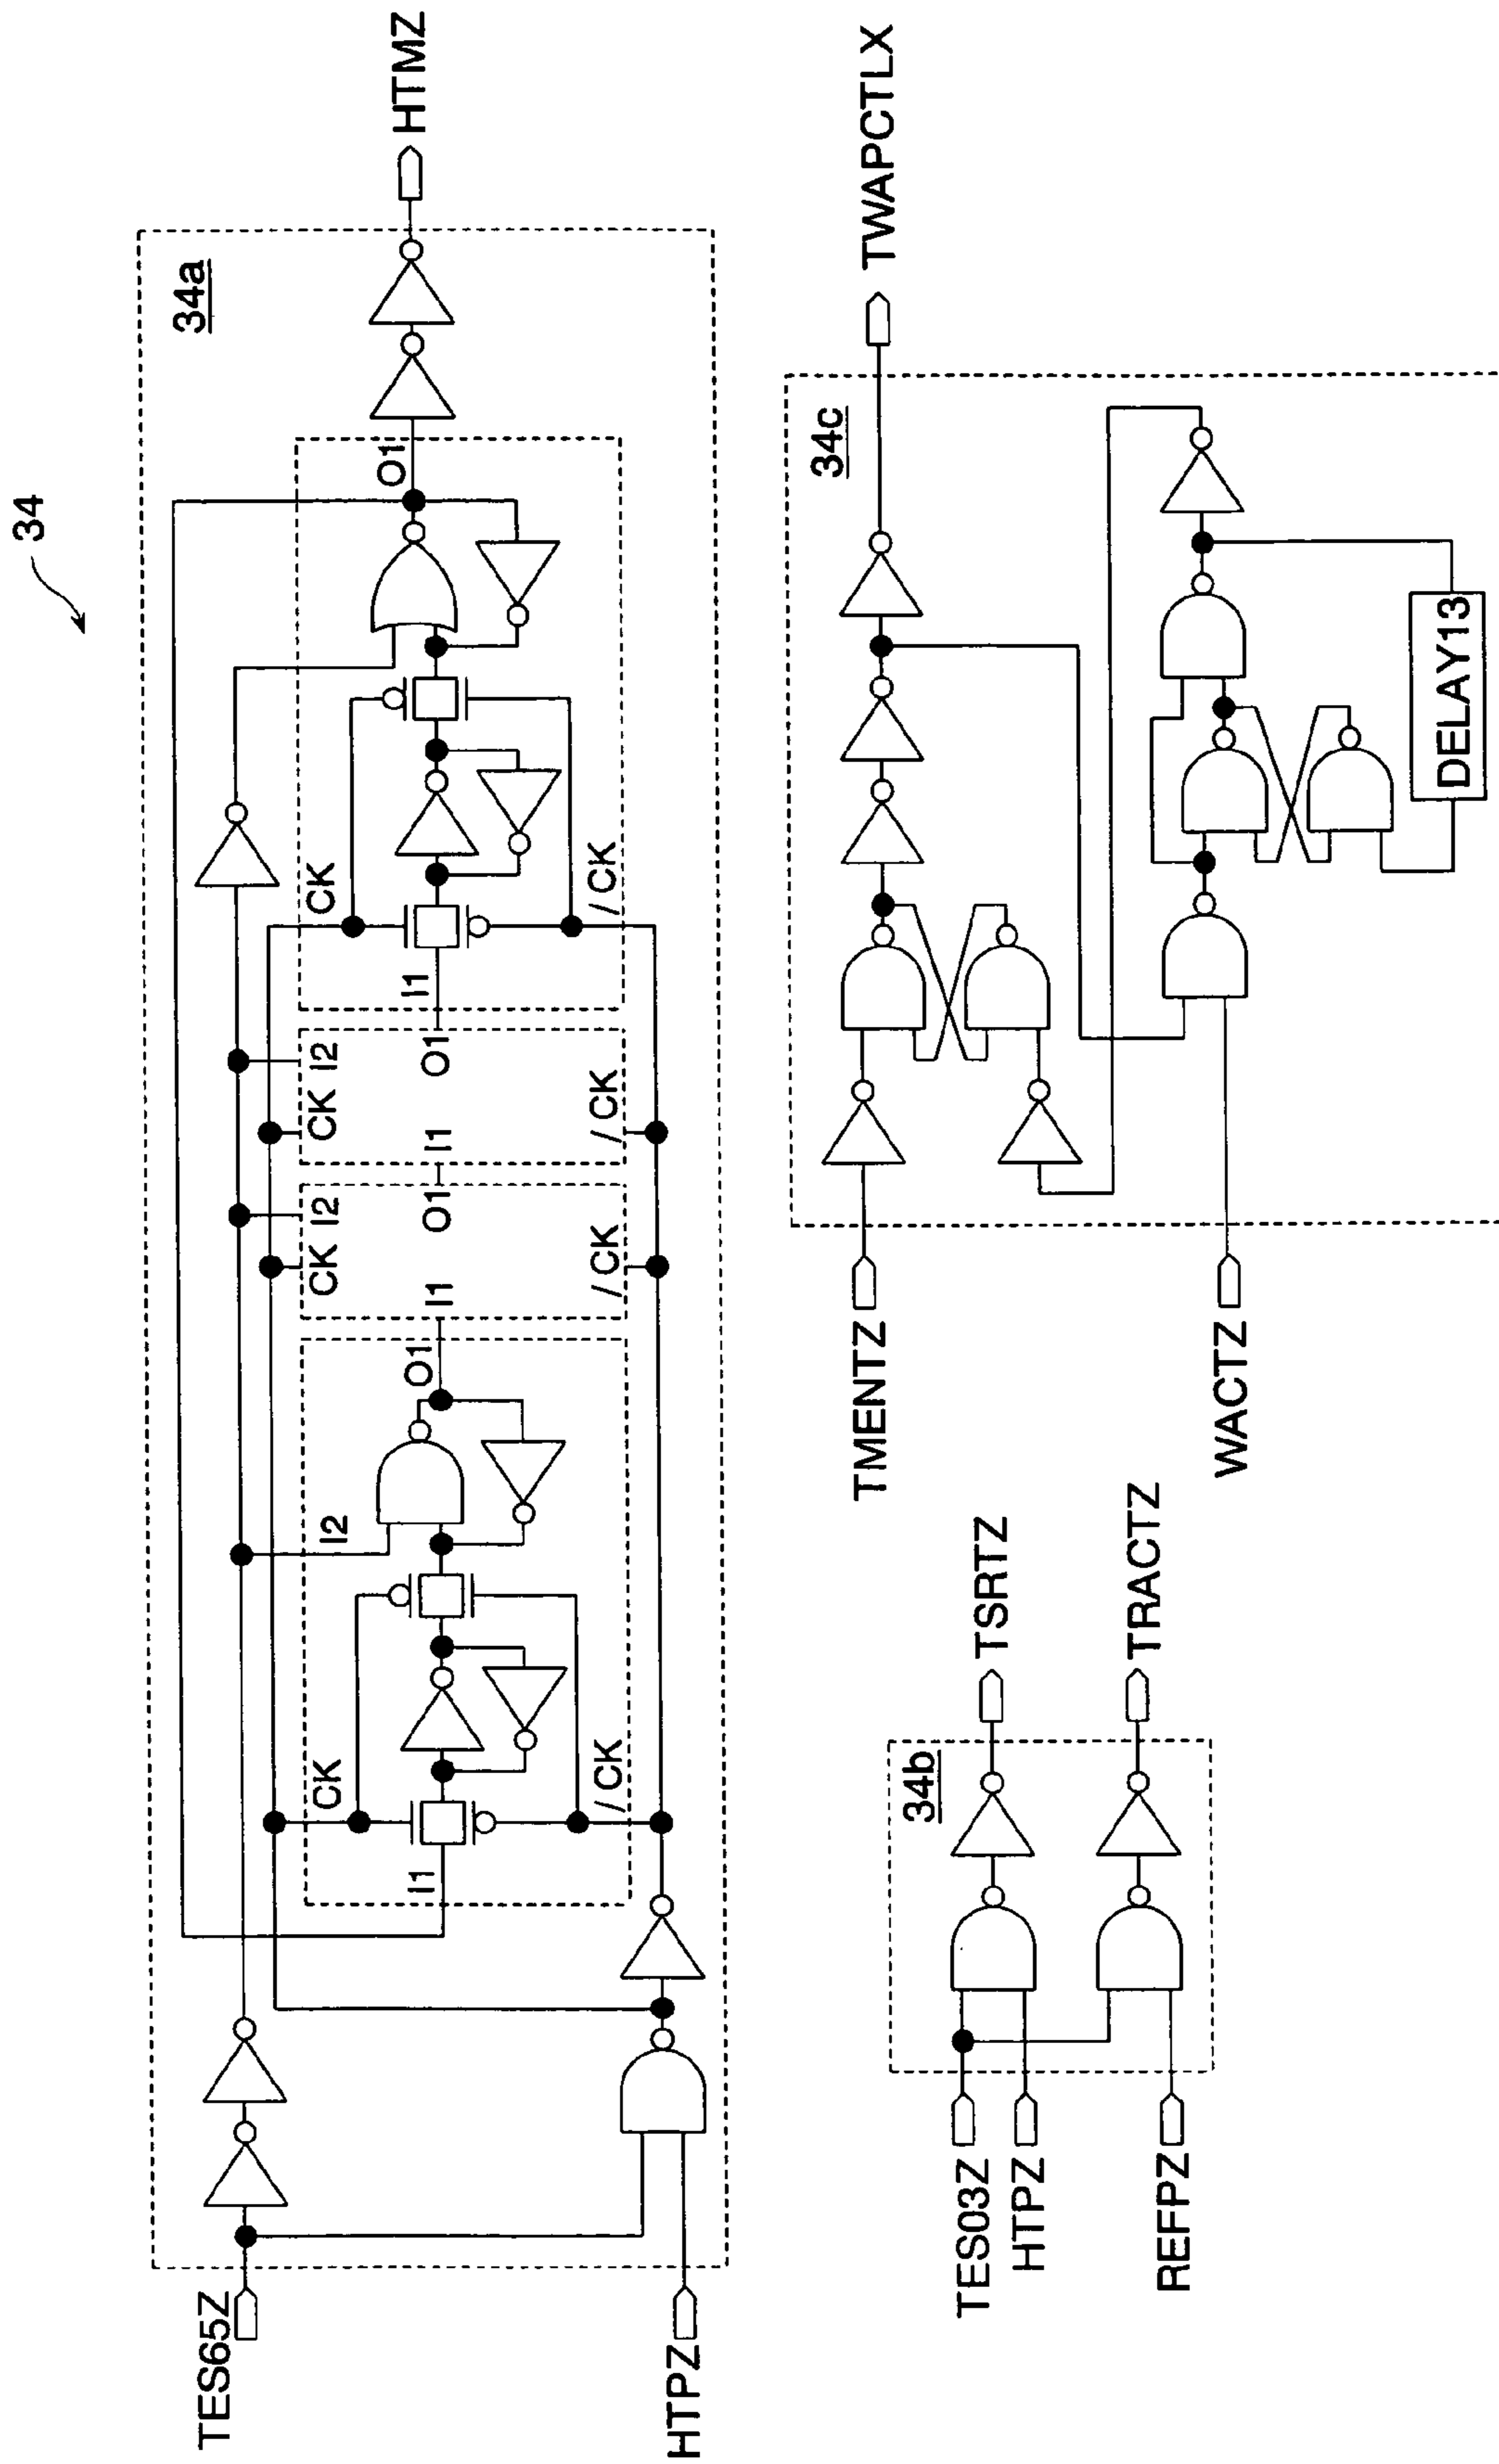 34
34a
TES65Z
HTPZ
I1
CK
/CK
I2
O1
I1
CK
I2
/CK
O1
I1
CK
I2
/CK
O1
I1
CK
/CK
O1
HTMZ
34b
TES03Z
HTPZ
REFPZ
TSRTZ
TRACTZ
34c
TMENTZ
WACTZ
DELAY13
TWAPCTLX